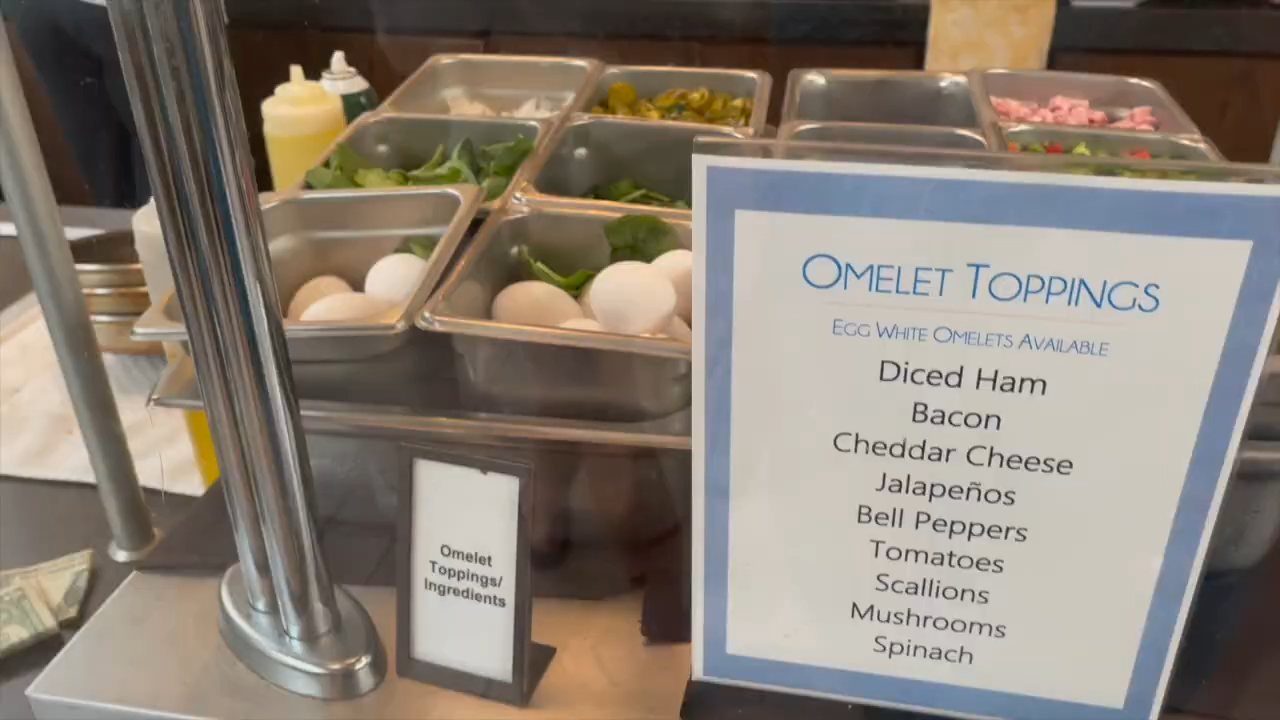 OMELET TOPPINGS
EGG WHITE OMELETS AVAILABLE
Diced Ham
Bacon
Cheddar Cheese
Jalapeños
Bell Peppers
Tomatoes
Scallions
Mushrooms
Spinach
Omelet
Toppings/
Ingredients